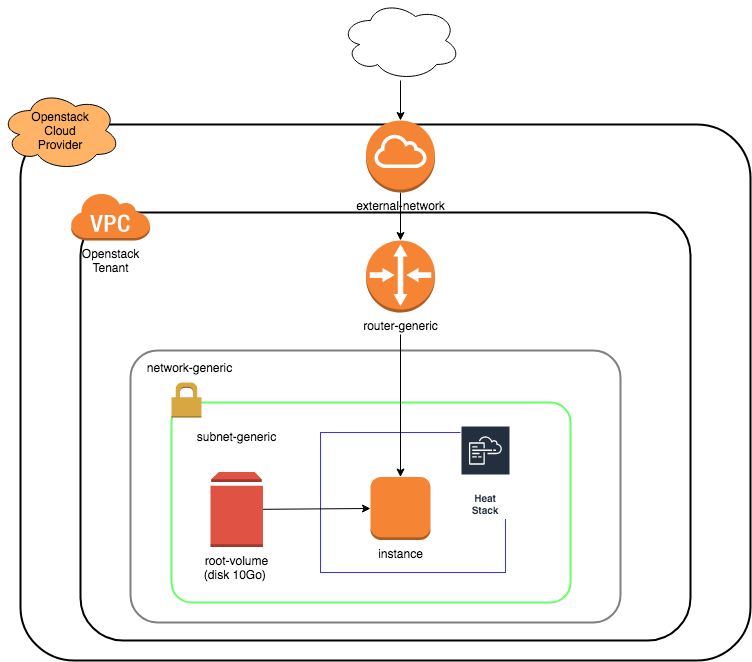 Openstack
Cloud
Provider
external-network
VPC
Openstack
Tenant
router-generic
network-generic
subnet-generic
Heat
Stack
instance
root-volume
(disk 10Go)